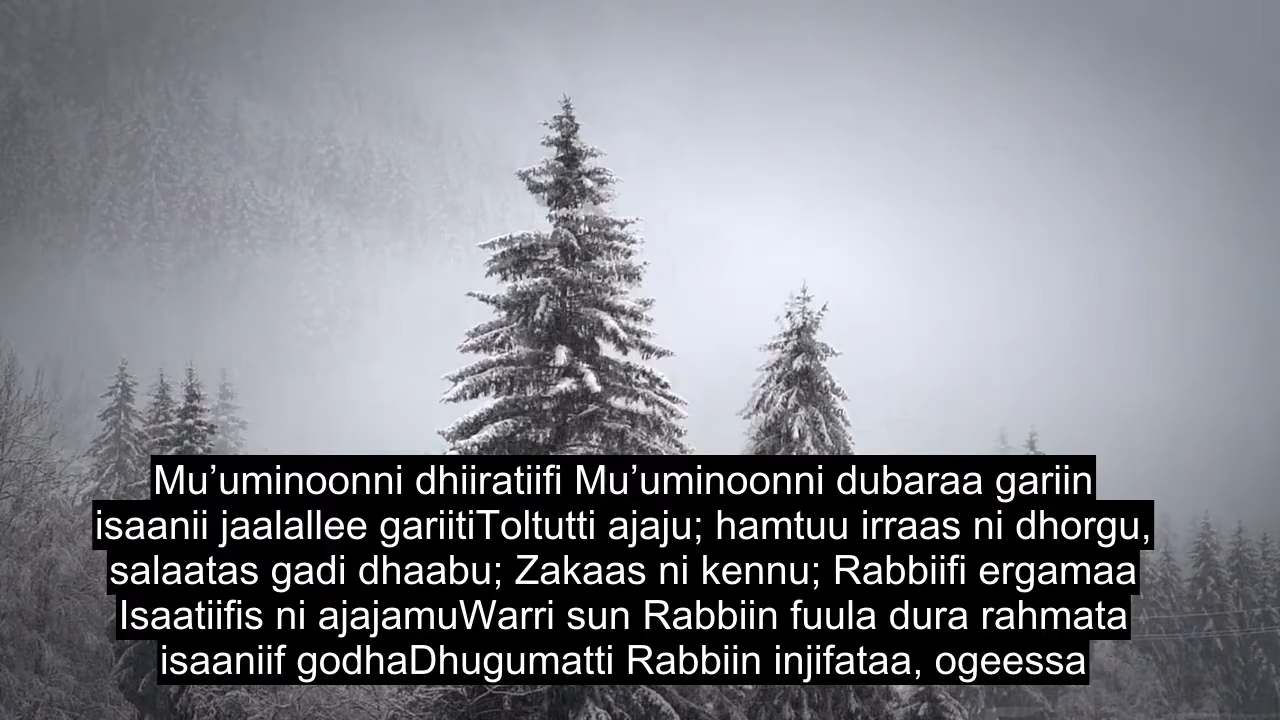 Mu’uminoonni dhiiratiifi Mu’uminoonni dubaraa gariin
isaanii jaalallee gariitiToltutti ajaju; hamtuu irraas ni dhorgu,
salaatas gadi dhaabu; Zakaas ni kennu; Rabbiifi ergamaa
Isaatiifis ni ajajamuWarri sun Rabbiin fuula dura rahmata
isaaniif godhaDhugumatti Rabbiin injifataa, ogeessa